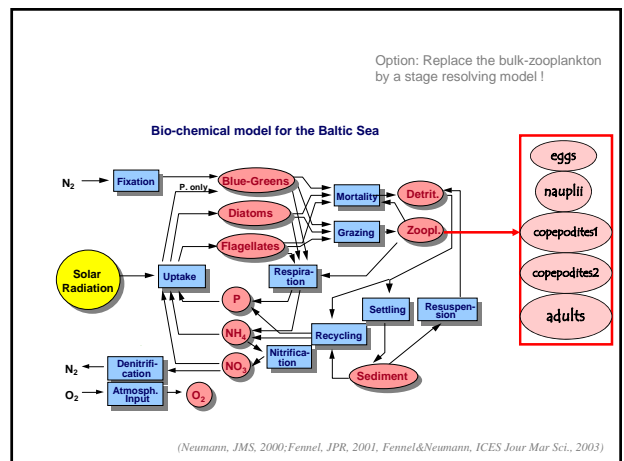 Option: Replace the bulk-zooplankton
by a stage resolving model !
Bio-chemical model for the Baltic Sea
N2
Fixation
P. only
Blue-Greens
Diatoms
Flagellates
Mortality
Grazing
Detrit.
Zoopl.
Solar
Radiation
Uptake
Respira-
tion
P
NH4
NO3
Nitrifica-
tion
Recycling
Settling
Resuspen-
sion
Sediment
N2
Denitrifi-
cation
O2
Atmosph.
Input
O2
eggs
nauplii
copepodites1
copepodites2
adults
(Neumann, JMS, 2000;Fennel, JPR, 2001, Fennel&Neumann, ICES Jour Mar Sci., 2003)